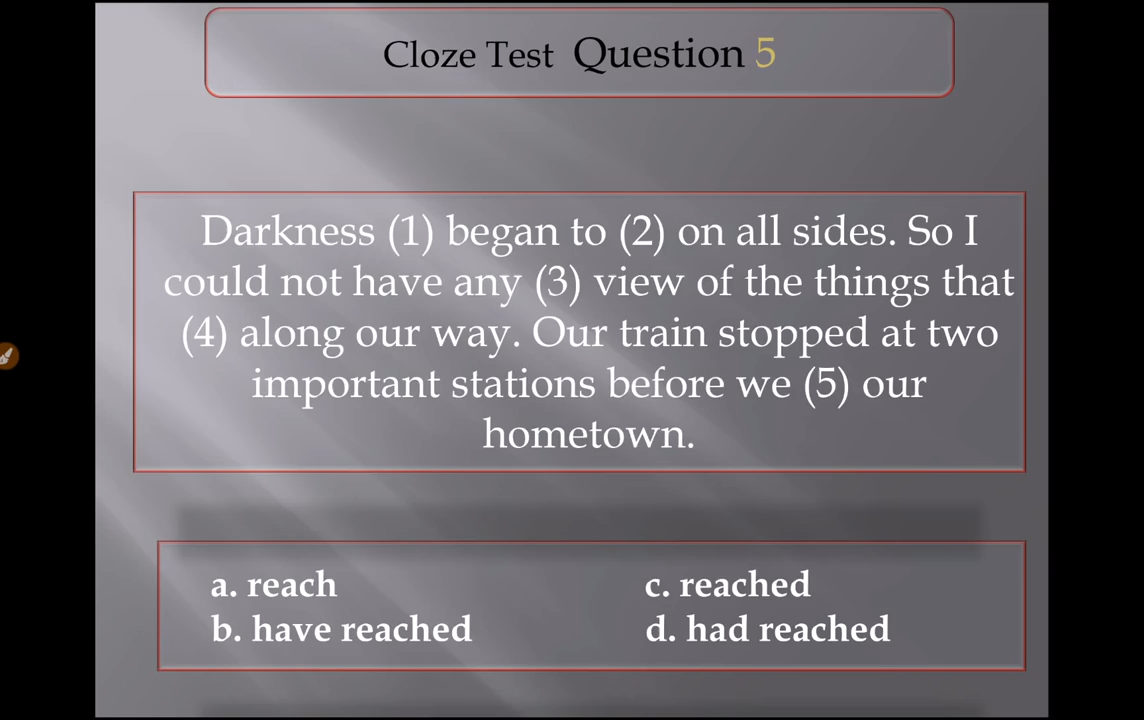 Cloze Test Question 5
Darkness (1) began to (2) on all sides. So I
could not have any (3) view of the things that
(4) along our way. Our train stopped at two
important stations before we (5) our
hometown.
a. reach
b. have reached
c. reached
d. had reached